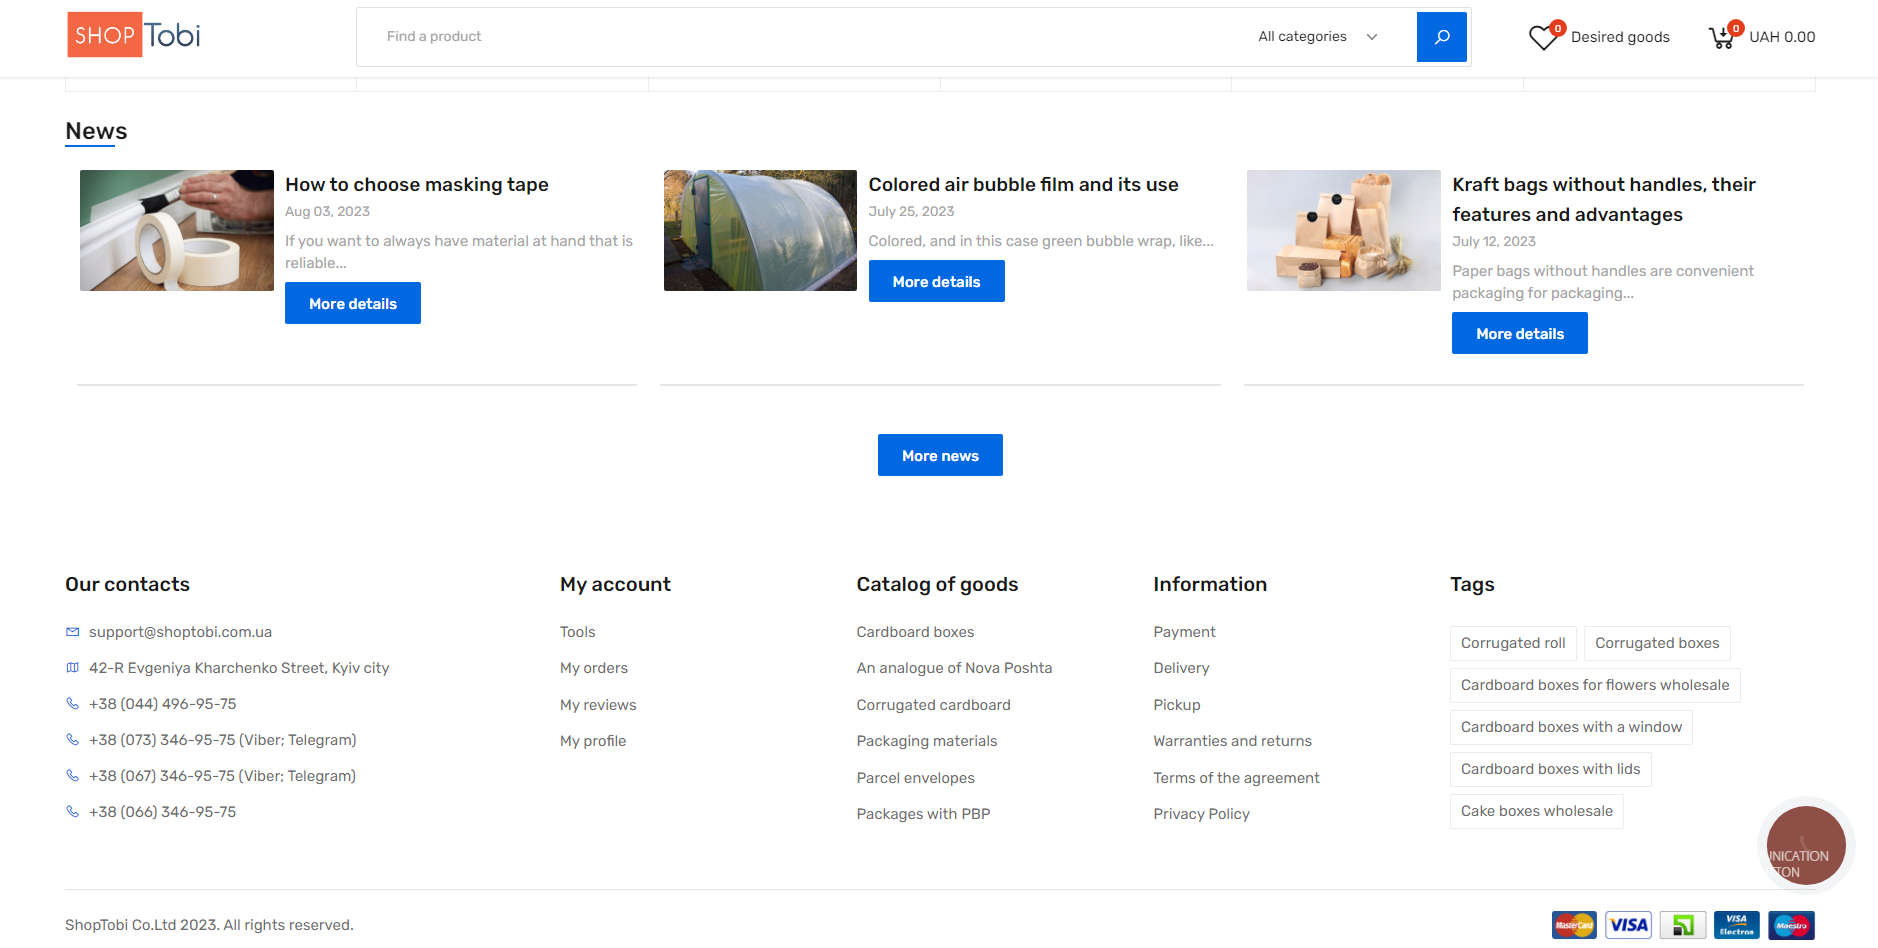 SHOP Tobi
Find a product
All categories
0
Desired goods
0
UAH 0.00
News
How to choose masking tape
Aug 03, 2023
If you want to always have material at hand that is
reliable...
More details
Colored air bubble film and its use
July 25, 2023
Colored, and in this case green bubble wrap, like...
More details
Kraft bags without handles, their
features and advantages
July 12, 2023
Paper bags without handles are convenient
packaging for packaging...
More details
More news
Our contacts
support@shoptobi.com.ua
42-R Evgeniya Kharchenko Street, Kyiv city
+38 (044) 496-95-75
+38 (073) 346-95-75 (Viber; Telegram)
+38 (067) 346-95-75 (Viber; Telegram)
+38 (066) 346-95-75
My account
Tools
My orders
My reviews
My profile
Catalog of goods
Cardboard boxes
An analogue of Nova Poshta
Corrugated cardboard
Packaging materials
Parcel envelopes
Packages with PBP
Information
Payment
Delivery
Pickup
Warranties and returns
Terms of the agreement
Privacy Policy
Tags
Corrugated roll
Corrugated boxes
Cardboard boxes for flowers wholesale
Cardboard boxes with a window
Cardboard boxes with lids
Cake boxes wholesale
UNICATION
TON
ShopTobi Co.Ltd 2023. All rights reserved.
MasterCard
VISA
VISA
Electron
Maestro